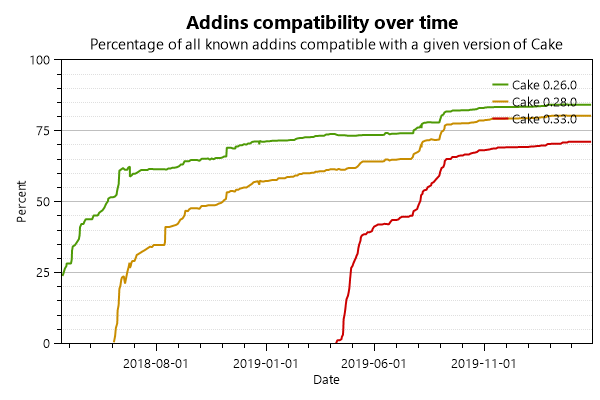 Addins compatibility over time
Percentage of all known addins compatible with a given version of Cake
100
Cake 0.26.0
Cake 0.28.0
Cake 0.33.0
75
Percent
50
25
0
2018-08-01
2019-01-01
2019-06-01
2019-11-01
Date